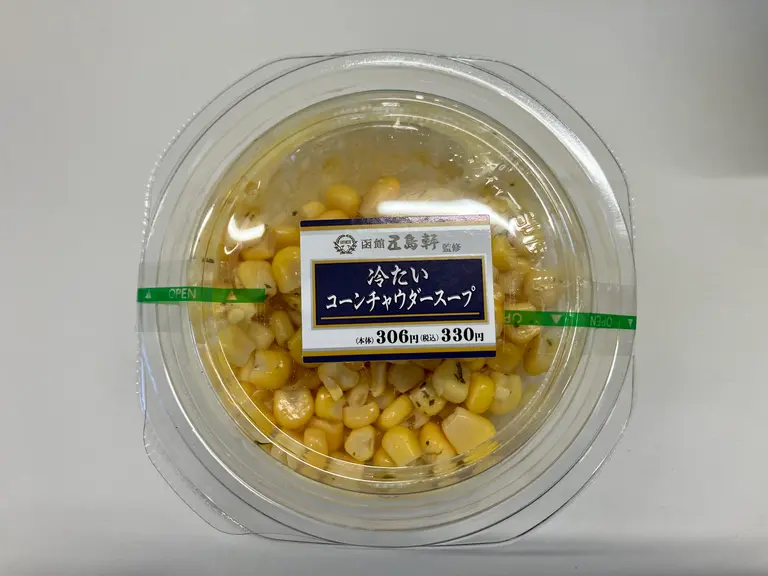 函館 五島軒 監修
冷たい
コーンチャウダースープ
(本体) 306円 (税込) 330円
OPEN
OPEN